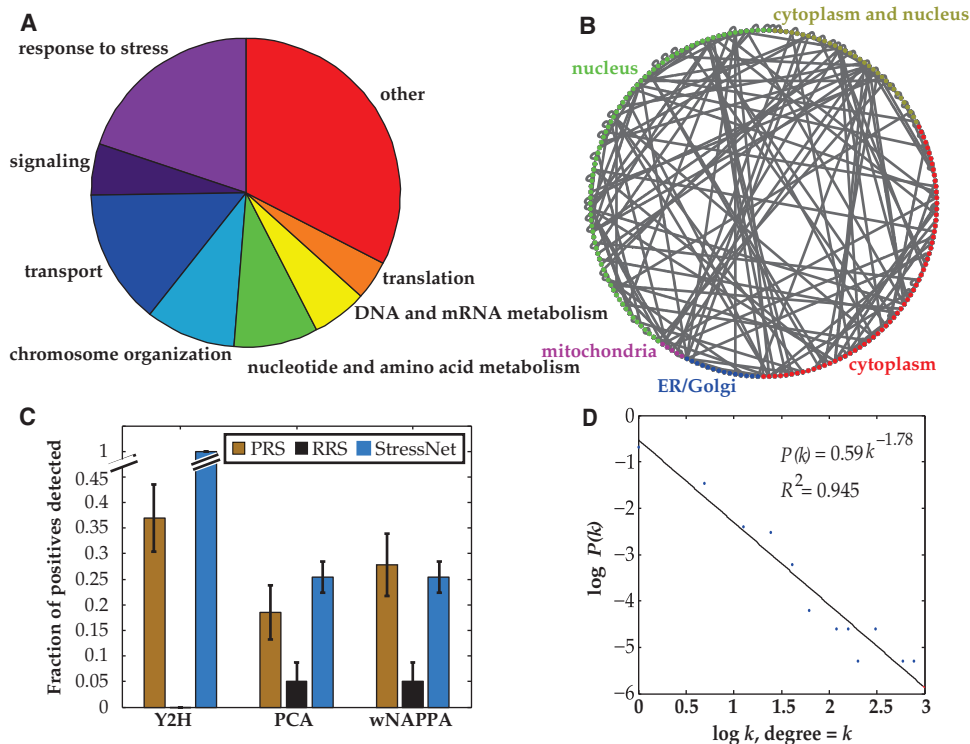 A
response to stress
other
signaling
transport
translation
DNA and mRNA metabolism
chromosome organization
nucleotide and amino acid metabolism
B
cytoplasm and nucleus
nucleus
mitochondria
ER/Golgi
cytoplasm
C
Fraction of positives detected
1
0.45
0.4
0.35
0.3
0.25
0.2
0.15
0.1
0.05
0
PRS
RRS
StressNet
Y2H
PCA
wNAPPA
D
log P(k)
0
−1
−2
−3
−4
−5
−6
P(k) = 0.59 k^−1.78
R^2 = 0.945
0
0.5
1
1.5
2
2.5
3
log k, degree = k